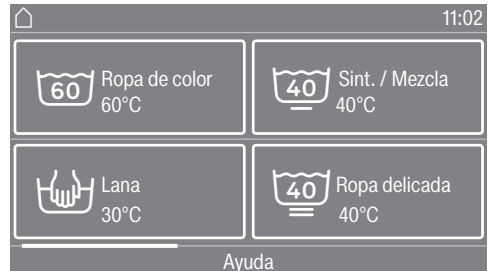 11:02
60
Ropa de color
60°C
40
Sint. / Mezcla
40°C
Lana
30°C
40
Ropa delicada
40°C
Ayuda